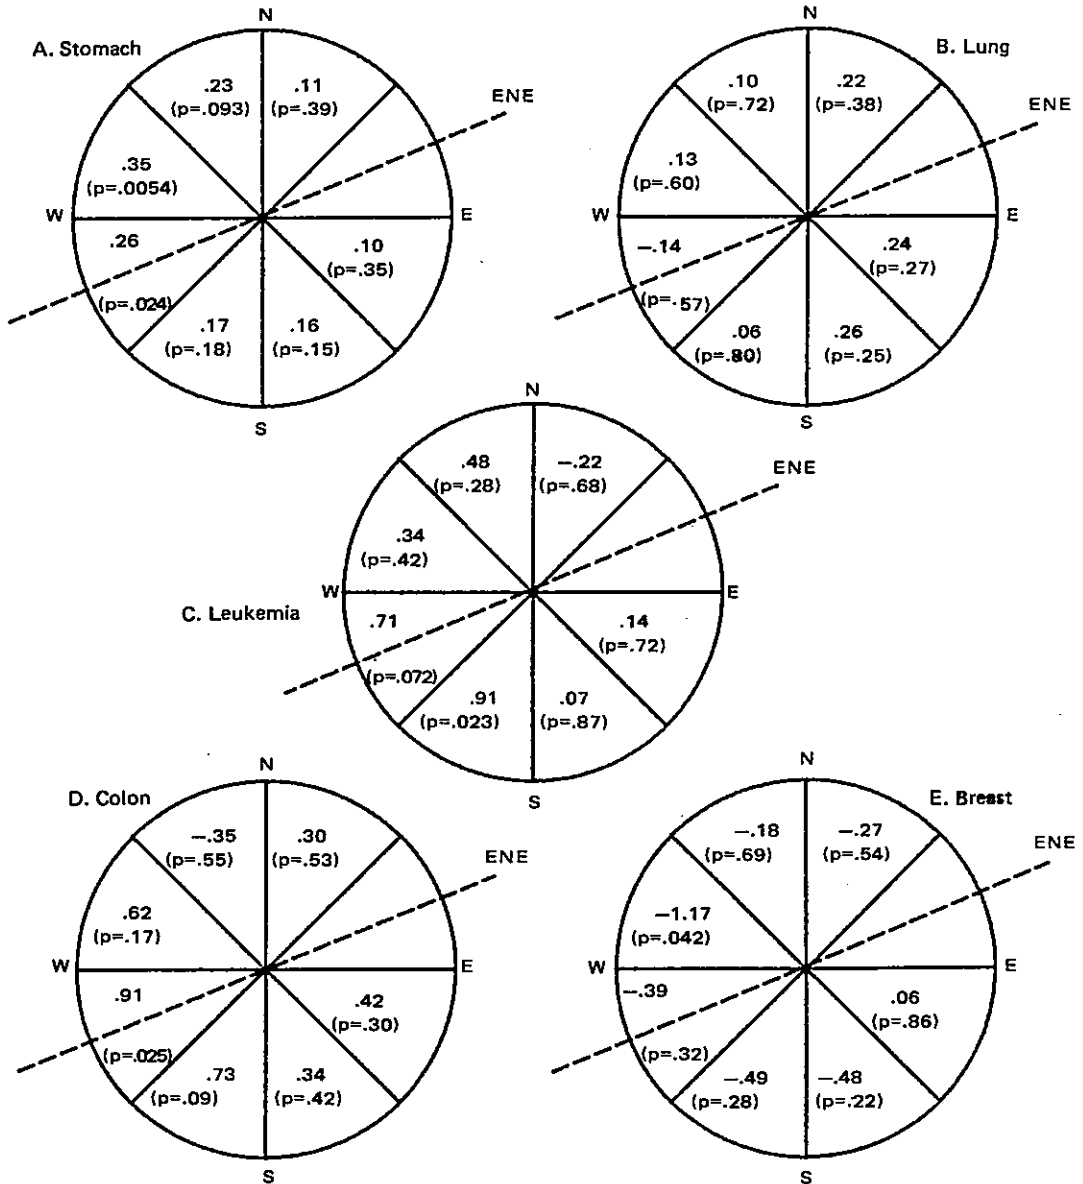 A. Stomach
N
.23
(p=.093)
.11
(p=.39)
ENE
.35
(p=.0054)
W
E
.26
(p=.024)
.10
(p=.35)
.17
(p=.18)
.16
(p=.15)
S
B. Lung
N
.10
(p=.72)
.22
(p=.38)
ENE
.13
(p=.60)
W
E
−.14
(p=.57)
.24
(p=.27)
.06
(p=.80)
.26
(p=.25)
S
C. Leukemia
N
.48
(p=.28)
−.22
(p=.68)
ENE
.34
(p=.42)
W
E
.71
(p=.072)
.14
(p=.72)
.91
(p=.023)
.07
(p=.87)
S
D. Colon
N
−.35
(p=.55)
.30
(p=.53)
ENE
.62
(p=.17)
W
E
.91
(p=.025)
.42
(p=.30)
.73
(p=.09)
.34
(p=.42)
S
E. Breast
N
−.18
(p=.69)
−.27
(p=.54)
ENE
−1.17
(p=.042)
W
E
−.39
(p=.32)
.06
(p=.86)
−.49
(p=.28)
−.48
(p=.22)
S